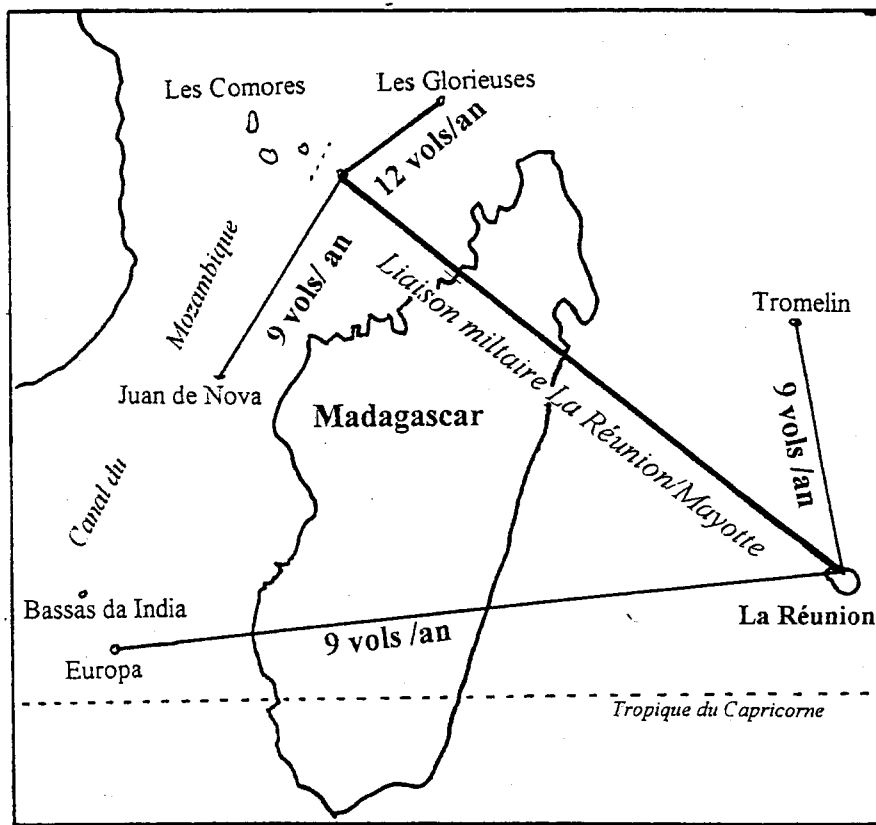 Les Comores
Les Glorieuses
12 vols/an
Mozambique
9 vols/ an
Liaison miltaire La Réunion/Mayotte
Tromelin
Juan de Nova
Madagascar
9 vols /an
Canal du
Bassas da India
La Réunion
9 vols /an
Europa
Tropique du Capricorne